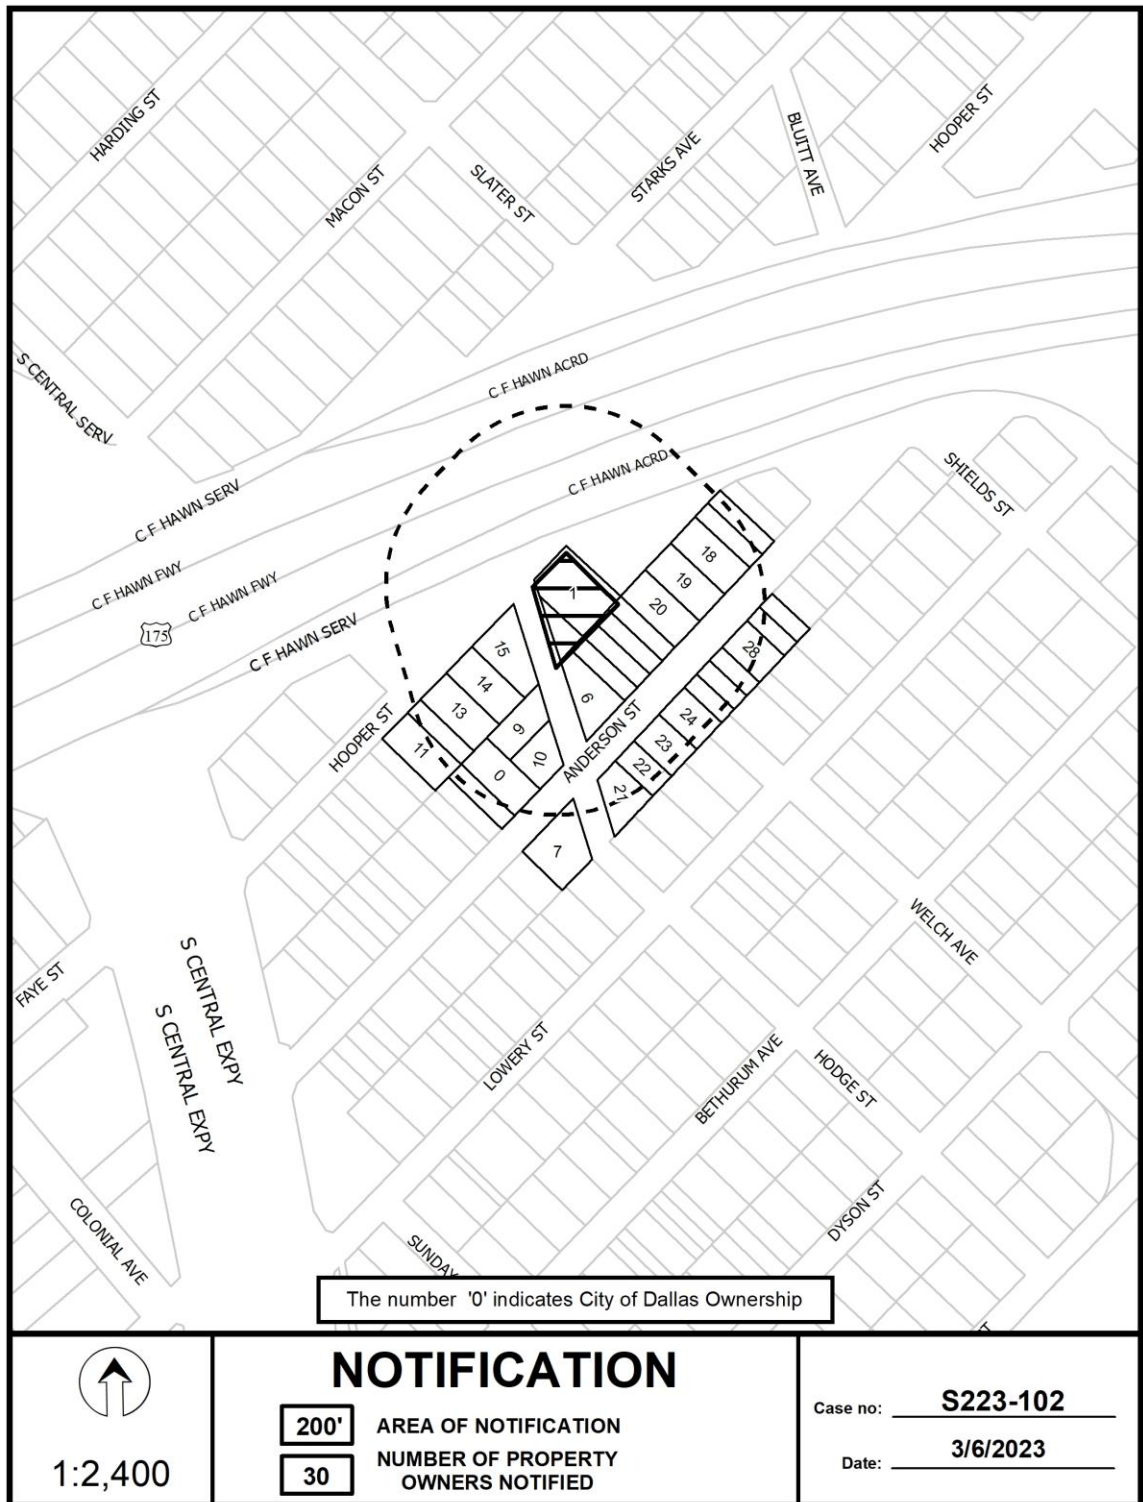 HARDING ST
MACON ST
SLATER ST
STARKS AVE
BLUITT AVE
HOOPER ST
S CENTRAL SERV
C F HAWN ACRD
C F HAWN ACRD
C F HAWN SERV
SHIELDS ST
C F HAWN FWY
C F HAWN FWY
175
C F HAWN SERV
1
18
19
20
15
14
13
11
6
9
10
0
28
24
23
22
21
7
HOOPER ST
ANDERSON ST
WELCH AVE
FAYE ST
S CENTRAL EXPY
S CENTRAL EXPY
LOWERY ST
BETHURUM AVE
HODGE ST
DYSON ST
COLONIAL AVE
SUNDAY
The number '0' indicates City of Dallas Ownership
1:2,400
NOTIFICATION
200' AREA OF NOTIFICATION
30 NUMBER OF PROPERTY
OWNERS NOTIFIED
Case no: S223-102
Date: 3/6/2023